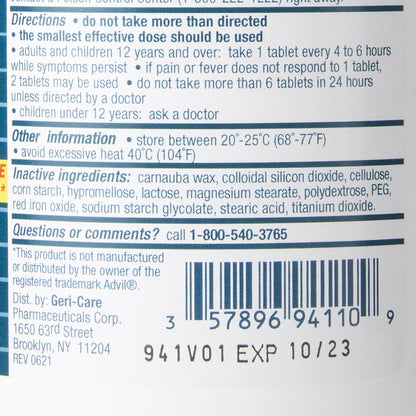 Directions • do not take more than directed
• the smallest effective dose should be used
• adults and children 12 years and over: take 1 tablet every 4 to 6 hours
while symptoms persist • if pain or fever does not respond to 1 tablet,
2 tablets may be used • do not take more than 6 tablets in 24 hours
unless directed by a doctor
• children under 12 years: ask a doctor
Other information • store between 20°-25°C (68°-77°F)
• avoid excessive heat 40°C (104°F)
Inactive ingredients: carnauba wax, colloidal silicon dioxide, cellulose,
corn starch, hypromellose, lactose, magnesium stearate, polydextrose, PEG,
red iron oxide, sodium starch glycolate, stearic acid, titanium dioxide.
Questions or comments? call 1-800-540-3765
*This product is not manufactured
or distributed by the owner of the
registered trademark Advil®.
Dist. by: Geri-Care
Pharmaceuticals Corp.
1650 63rd Street
Brooklyn, NY 11204
REV 0621
3 57896 94110 9
941V01 EXP 10/23